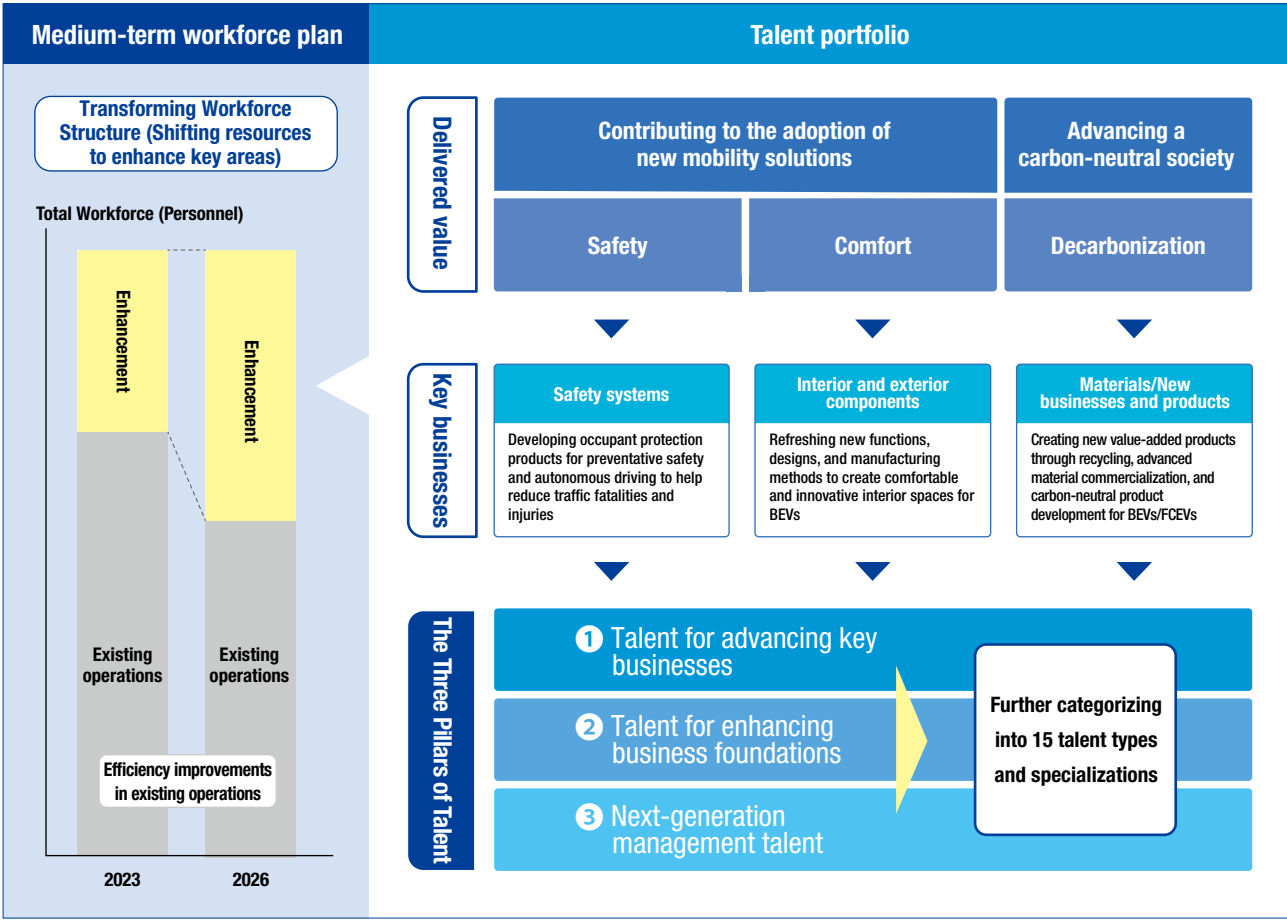 Medium-term workforce plan
Transforming Workforce
Structure (Shifting resources
to enhance key areas)
Total Workforce (Personnel)
Enhancement
Enhancement
Existing
operations
Existing
operations
Efficiency improvements
in existing operations
2023
2026
Talent portfolio
Delivered value
Contributing to the adoption of
new mobility solutions
Advancing a
carbon-neutral society
Safety
Comfort
Decarbonization
Key businesses
Safety systems
Developing occupant protection
products for preventative safety
and autonomous driving to help
reduce traffic fatalities and
injuries
Interior and exterior
components
Refreshing new functions,
designs, and manufacturing
methods to create comfortable
and innovative interior spaces for
BEVs
Materials/New
businesses and products
Creating new value-added products
through recycling, advanced
material commercialization, and
carbon-neutral product
development for BEVs/FCEVs
The Three Pillars of Talent
1 Talent for advancing key
businesses
2 Talent for enhancing
business foundations
3 Next-generation
management talent
Further categorizing
into 15 talent types
and specializations